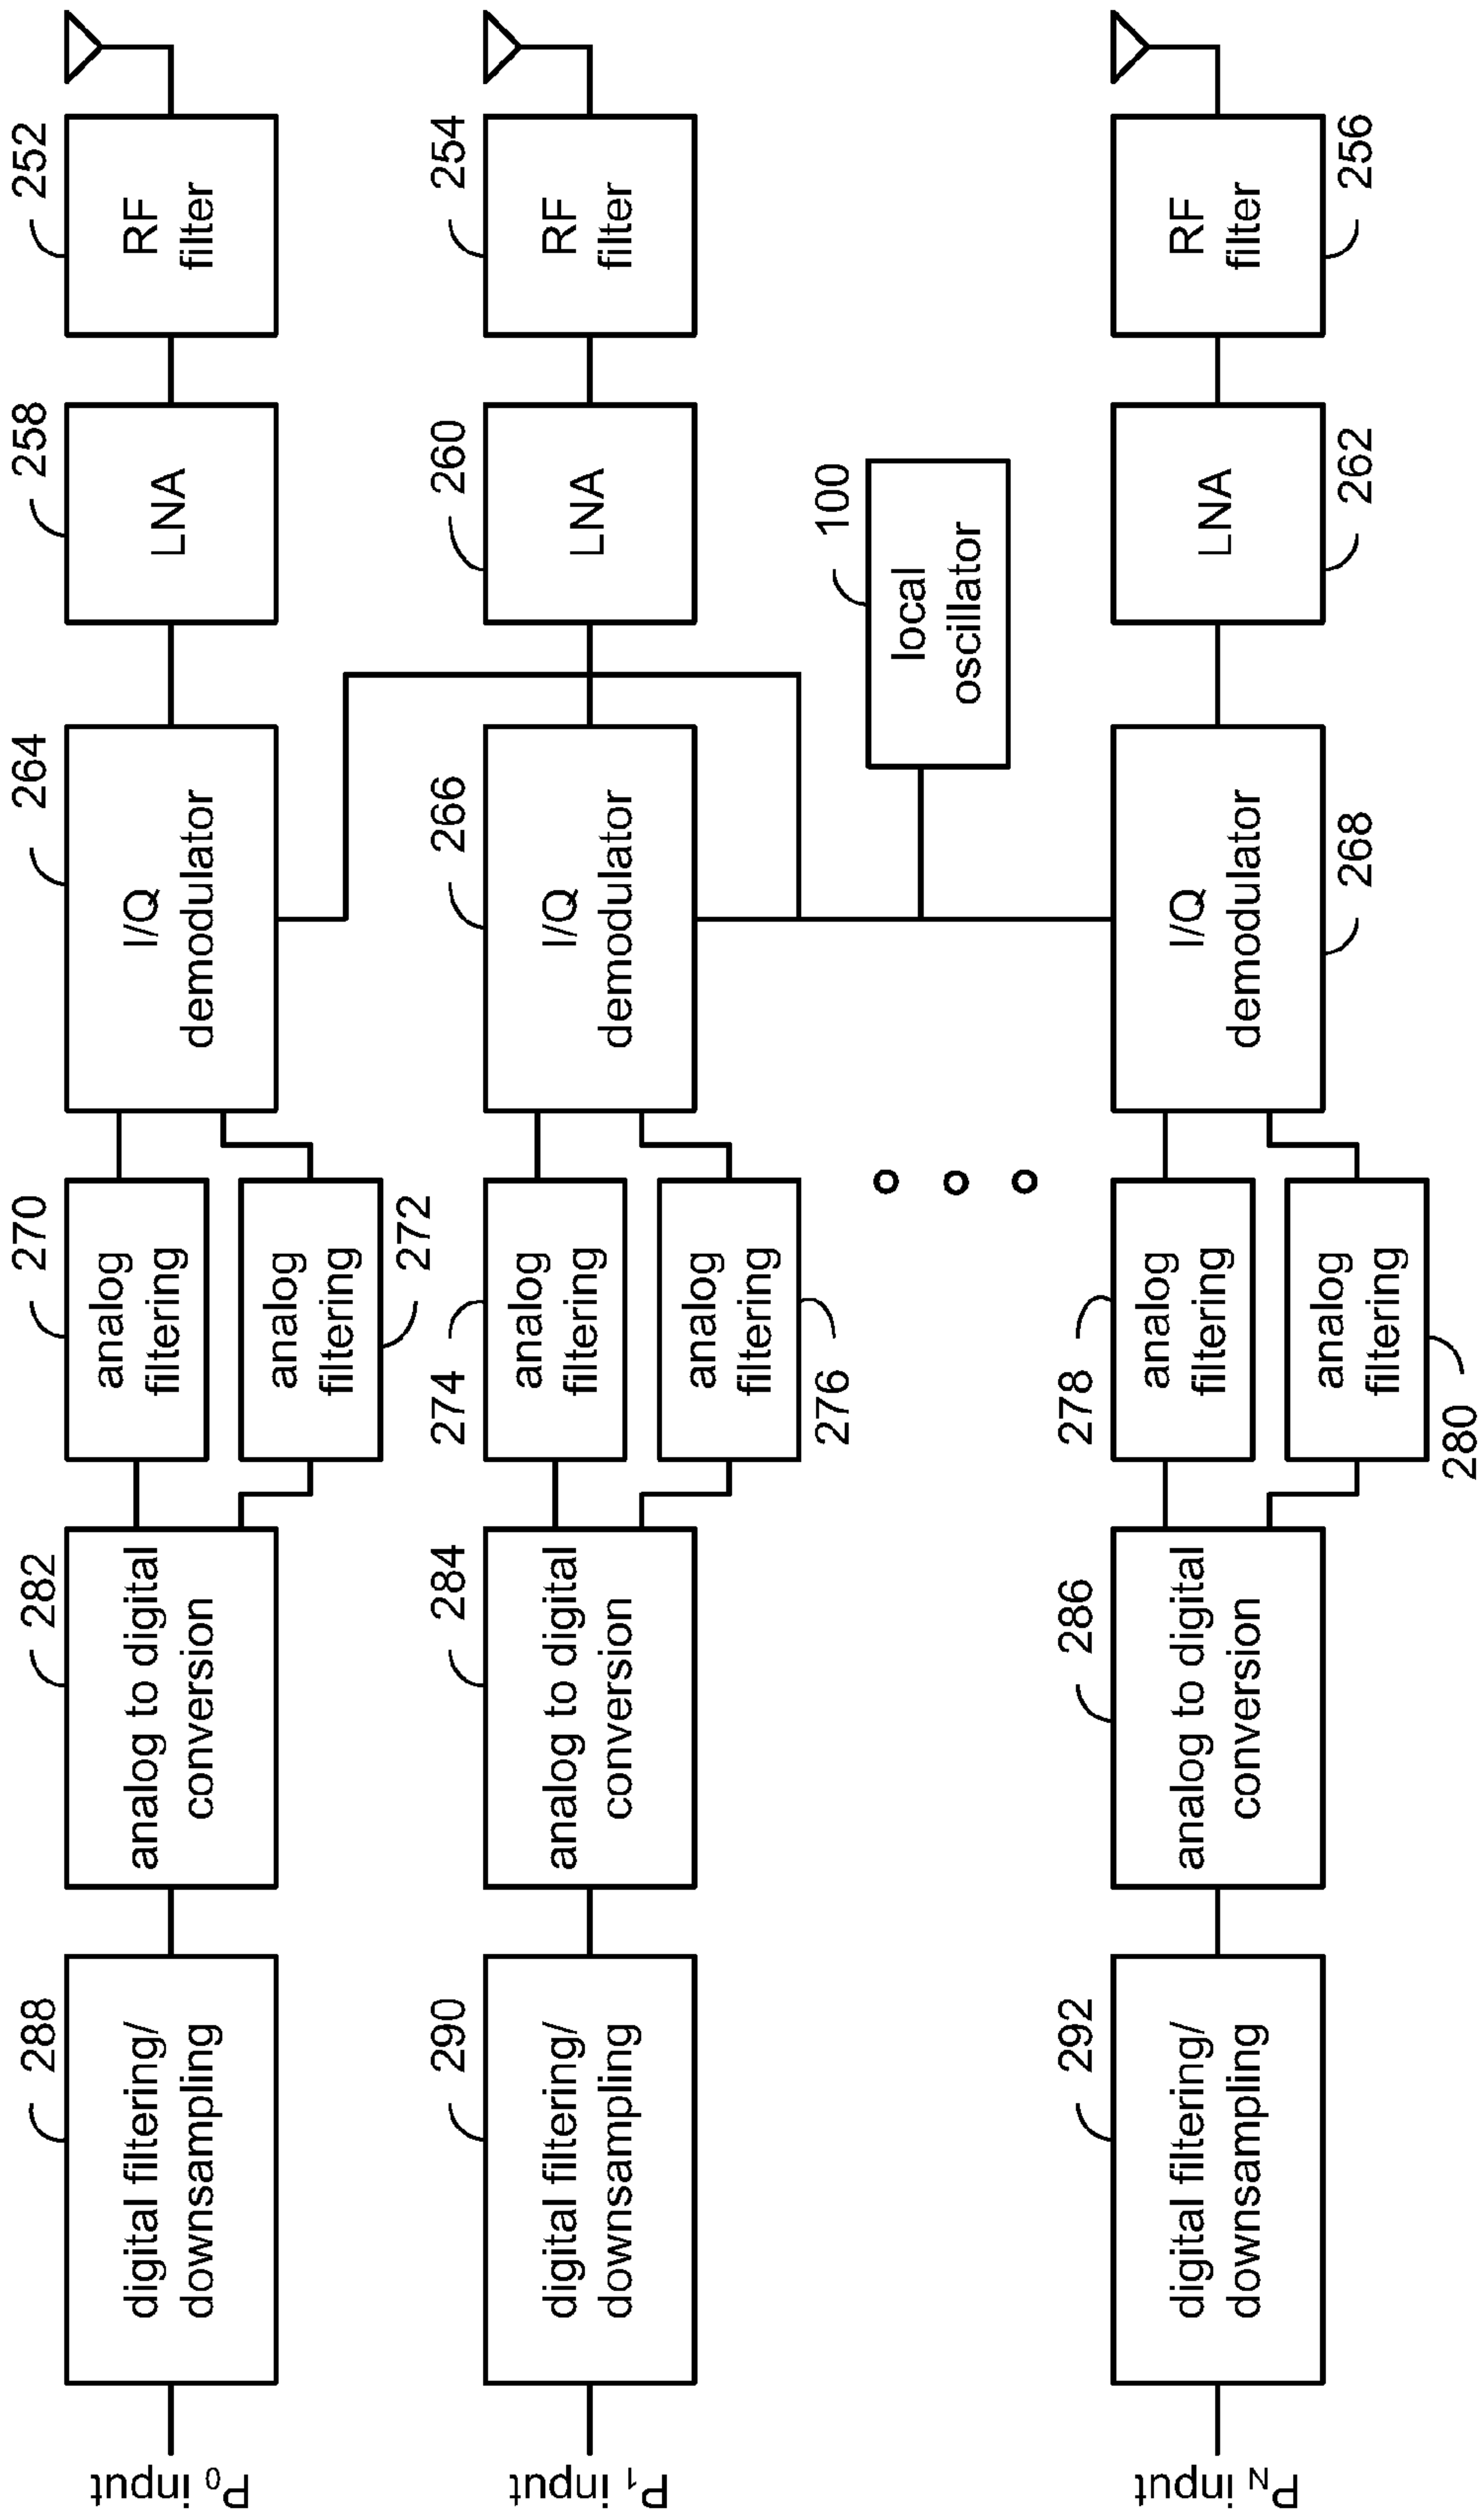 288
282
270
264
258
252
P₀ input
digital filtering/
downsampling
analog to digital
conversion
analog
filtering
analog
filtering
272
I/Q
demodulator
LNA
RF
filter
290
284
274
266
260
254
P₁ input
digital filtering/
downsampling
analog to digital
conversion
analog
filtering
analog
filtering
276
I/Q
demodulator
LNA
RF
filter
100
local
oscillator
292
286
278
P_N input
digital filtering/
downsampling
analog to digital
conversion
analog
filtering
analog
filtering
280
I/Q
demodulator
268
LNA
262
RF
filter
256